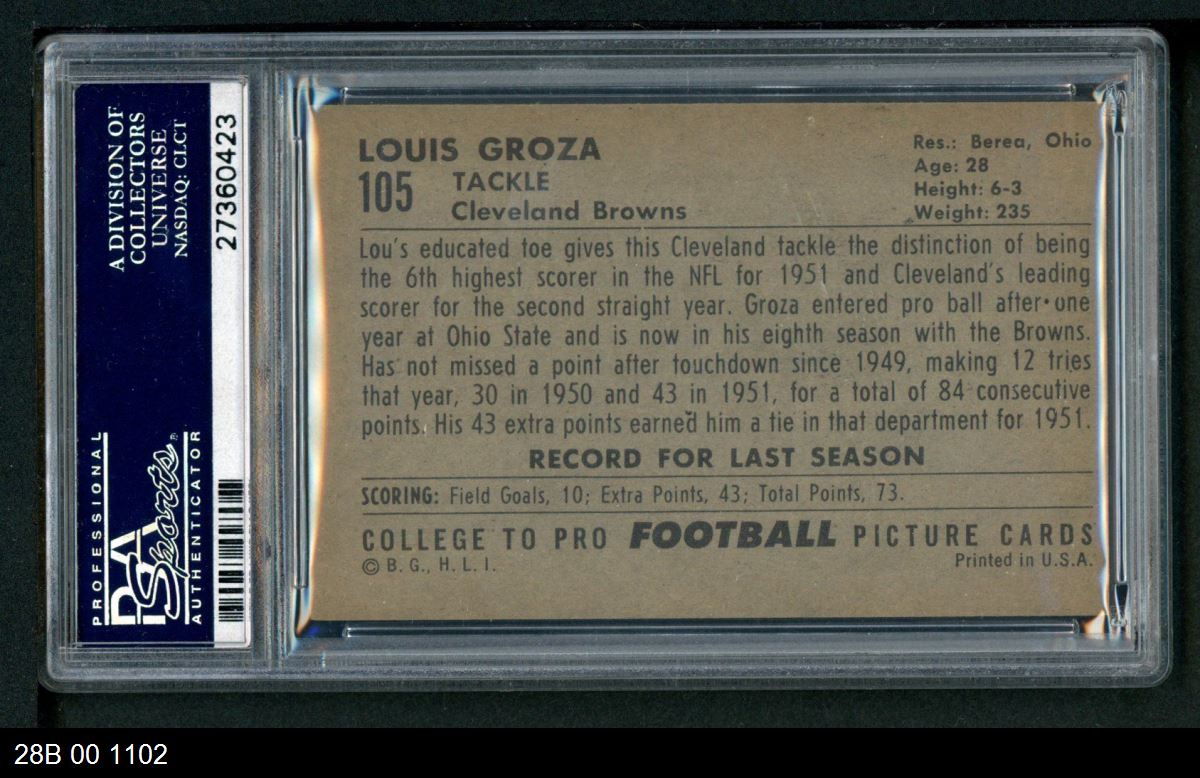 A DIVISION OF
COLLECTORS
UNIVERSE
NASDAQ: CLCT
27360423
PROFESSIONAL
PSA
Sports®
AUTHENTICATOR
LOUIS GROZA
105
TACKLE
Cleveland Browns
Res.: Berea, Ohio
Age: 28
Height: 6-3
Weight: 235
Lou's educated toe gives this Cleveland tackle the distinction of being
the 6th highest scorer in the NFL for 1951 and Cleveland's leading
scorer for the second straight year. Groza entered pro ball after one
year at Ohio State and is now in his eighth season with the Browns.
Has not missed a point after touchdown since 1949, making 12 tries
that year, 30 in 1950 and 43 in 1951, for a total of 84 consecutive
points. His 43 extra points earned him a tie in that department for 1951.
RECORD FOR LAST SEASON
SCORING: Field Goals, 10; Extra Points, 43; Total Points, 73.
COLLEGE TO PRO FOOTBALL PICTURE CARDS
© B. G., H. L. I.
Printed in U.S.A.
28B 00 1102